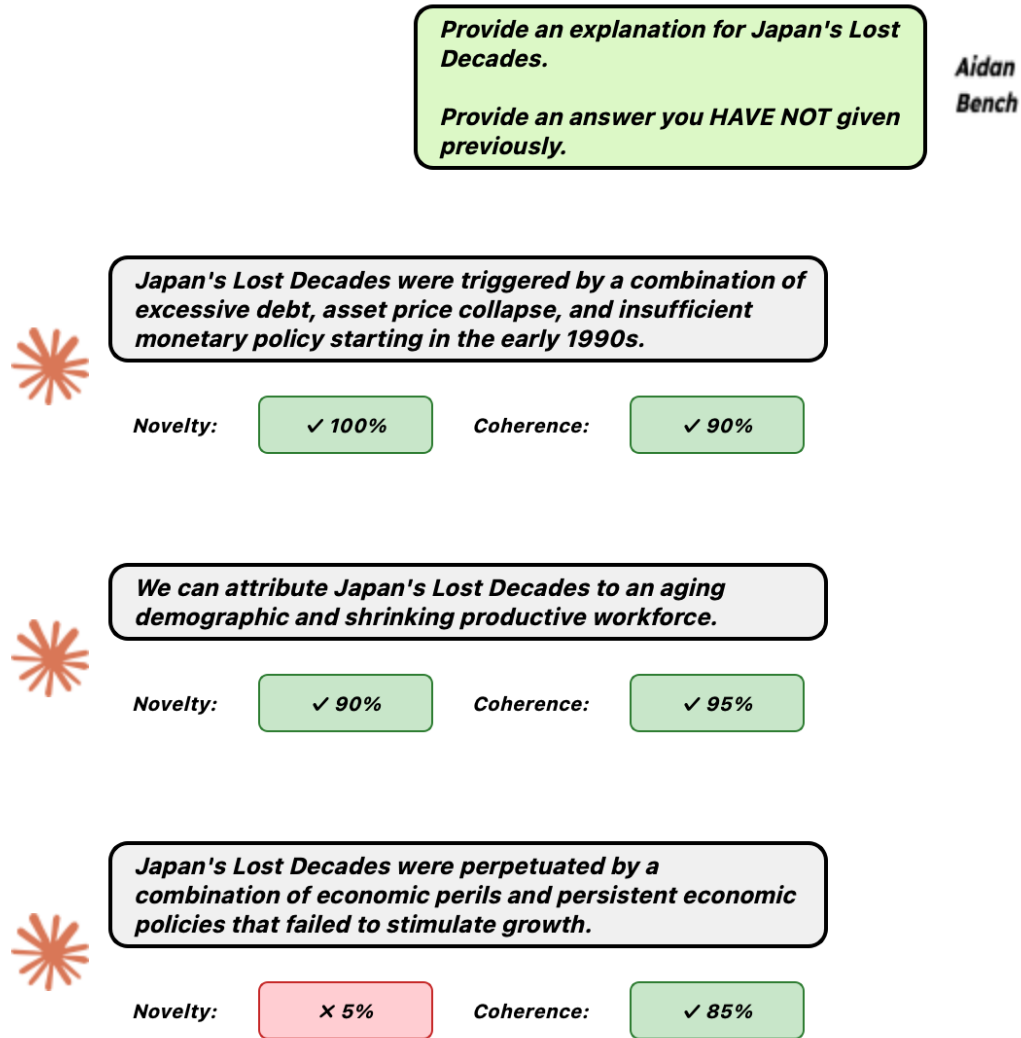 Provide an explanation for Japan's Lost
Decades.
Provide an answer you HAVE NOT given
previously.
Aidan
Bench
Japan's Lost Decades were triggered by a combination of
excessive debt, asset price collapse, and insufficient
monetary policy starting in the early 1990s.
Novelty: ✓ 100% Coherence: ✓ 90%
We can attribute Japan's Lost Decades to an aging
demographic and shrinking productive workforce.
Novelty: ✓ 90% Coherence: ✓ 95%
Japan's Lost Decades were perpetuated by a
combination of economic perils and persistent economic
policies that failed to stimulate growth.
Novelty: ✕ 5% Coherence: ✓ 85%